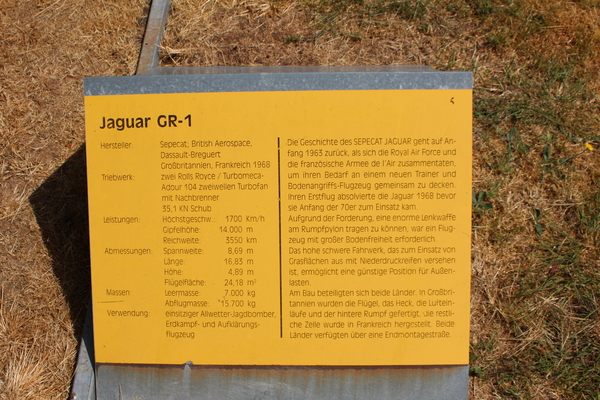 Jaguar GR-1
Hersteller: Sepecat; British Aerospace,
Dassault-Breguert
Großbritannien, Frankreich 1968
Triebwerk: zwei Rolls Royce / Turbomeca-
Adour 104 zweiwellen Turbofan
mit Nachbrenner
35,1 KN Schub
Leistungen: Höchstgeschw.: 1700 Km/h
Gipfelhöhe: 14.000 m
Reichweite: 3550 km
Abmessungen: Spannweite: 8,69 m
Länge: 16,83 m
Höhe: 4,89 m
Flügelfläche: 24,18 m²
Massen: Leermasse 7.000 kg
Abflugmasse: 15.700 kg
Verwendung: einsitziger Allwetter-Jagdbomber,
Erdkampf- und Aufklärungs-
flugzeug
Die Geschichte des SEPECAT JAGUAR geht auf An-
fang 1963 zurück, als sich die Royal Air Force und
die französische Armee de l'Air zusammentaten,
um ihren Bedarf an einem neuen Trainer und
Bodenangriffs-Flugzeug gemeinsam zu decken.
Ihren Erstflug absolvierte die Jaguar 1968 bevor
sie Anfang der 70er zum Einsatz kam.
Aufgrund der Forderung, eine enorme Lenkwaffe
am Rumpfpylon tragen zu können, war ein Flug-
zeug mit großer Bodenfreiheit erforderlich.
Das hohe schwere Fahrwerk, das zum Einsatz von
Grasflächen aus mit Niederdruckreifen versehen
ist, ermöglicht eine günstige Position für Außen-
lasten.
Am Bau beteiligten sich beide Länder. In Großbri-
tannien wurden die Flügel, das Heck, die Luftein-
läufe und der hintere Rumpf gefertigt, die restli-
che Zelle wurde in Frankreich hergestellt. Beide
Länder verfügten über eine Endmontagestraße.